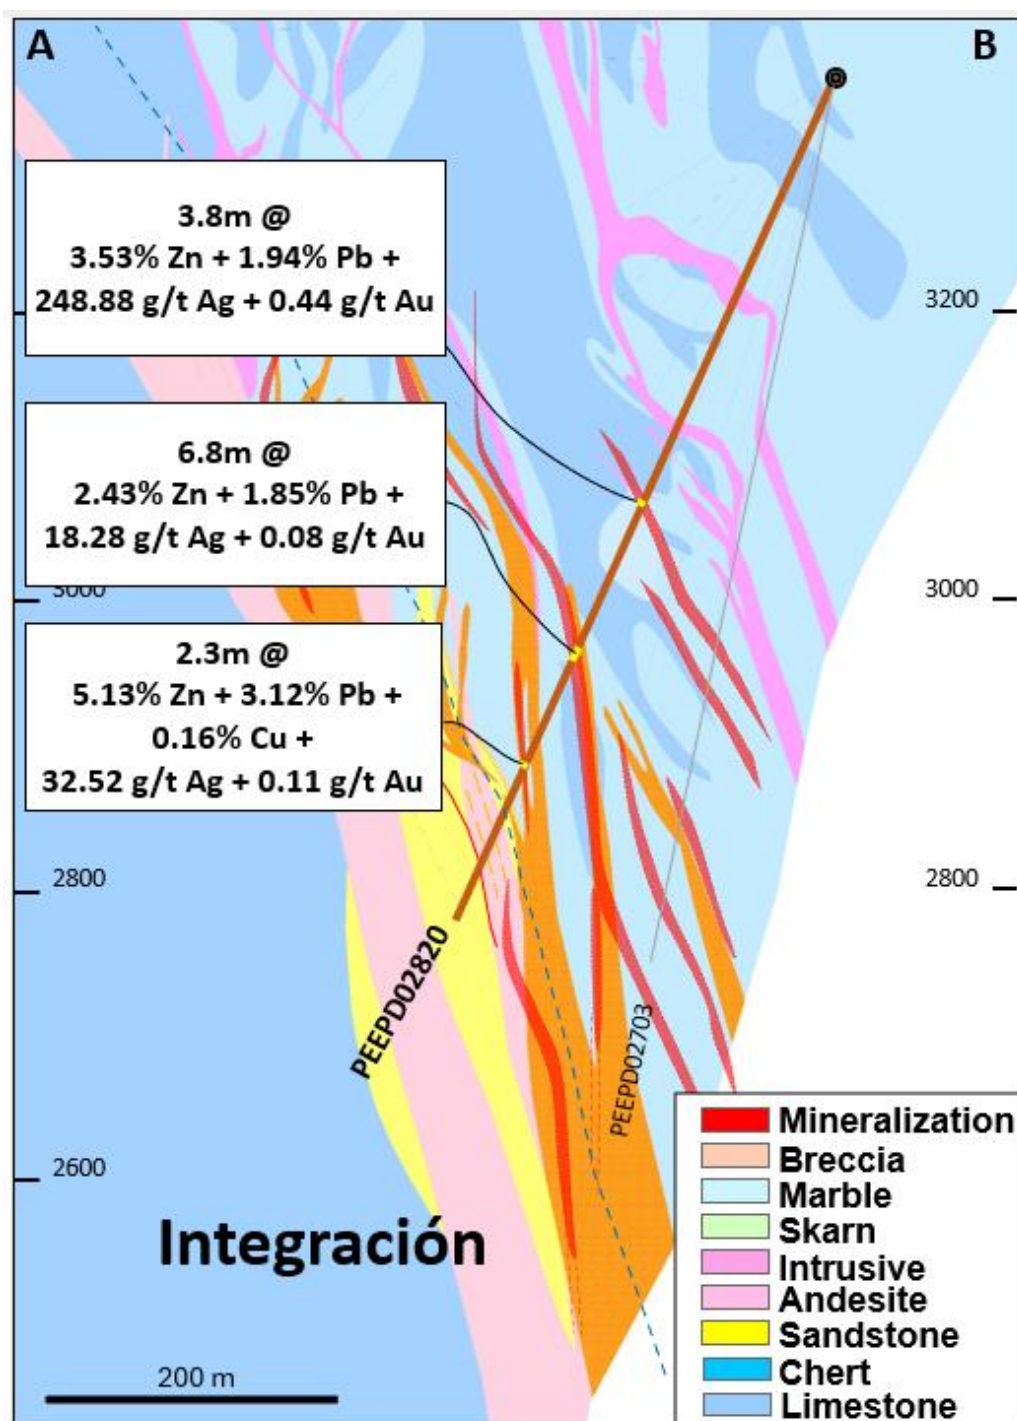 A
B
3.8m @
3.53% Zn + 1.94% Pb +
248.88 g/t Ag + 0.44 g/t Au
3200
6.8m @
2.43% Zn + 1.85% Pb +
18.28 g/t Ag + 0.08 g/t Au
3000
3000
2.3m @
5.13% Zn + 3.12% Pb +
0.16% Cu +
32.52 g/t Ag + 0.11 g/t Au
2800
2800
PEEPD02820
PEEPD02703
2600
Integración
200 m
Mineralization
Breccia
Marble
Skarn
Intrusive
Andesite
Sandstone
Chert
Limestone